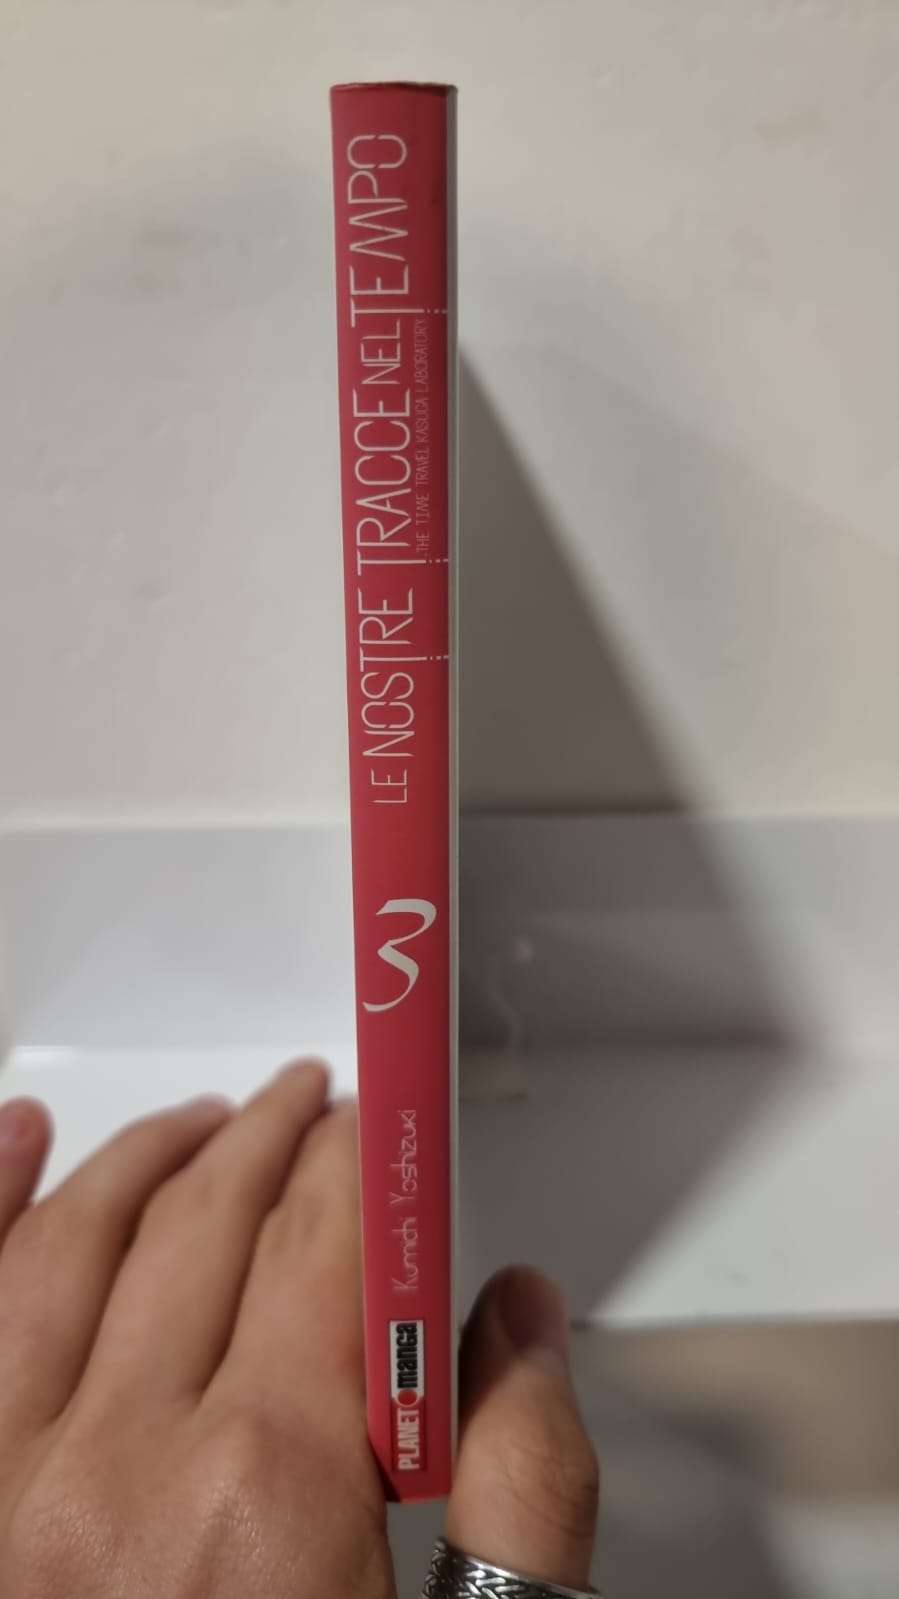 LE NOSTRE TRACCE NEL TEMPO
THE TIME TRAVEL KASUGA LABORATORY
3
Kumichi Yoshizuki
PLANET manga